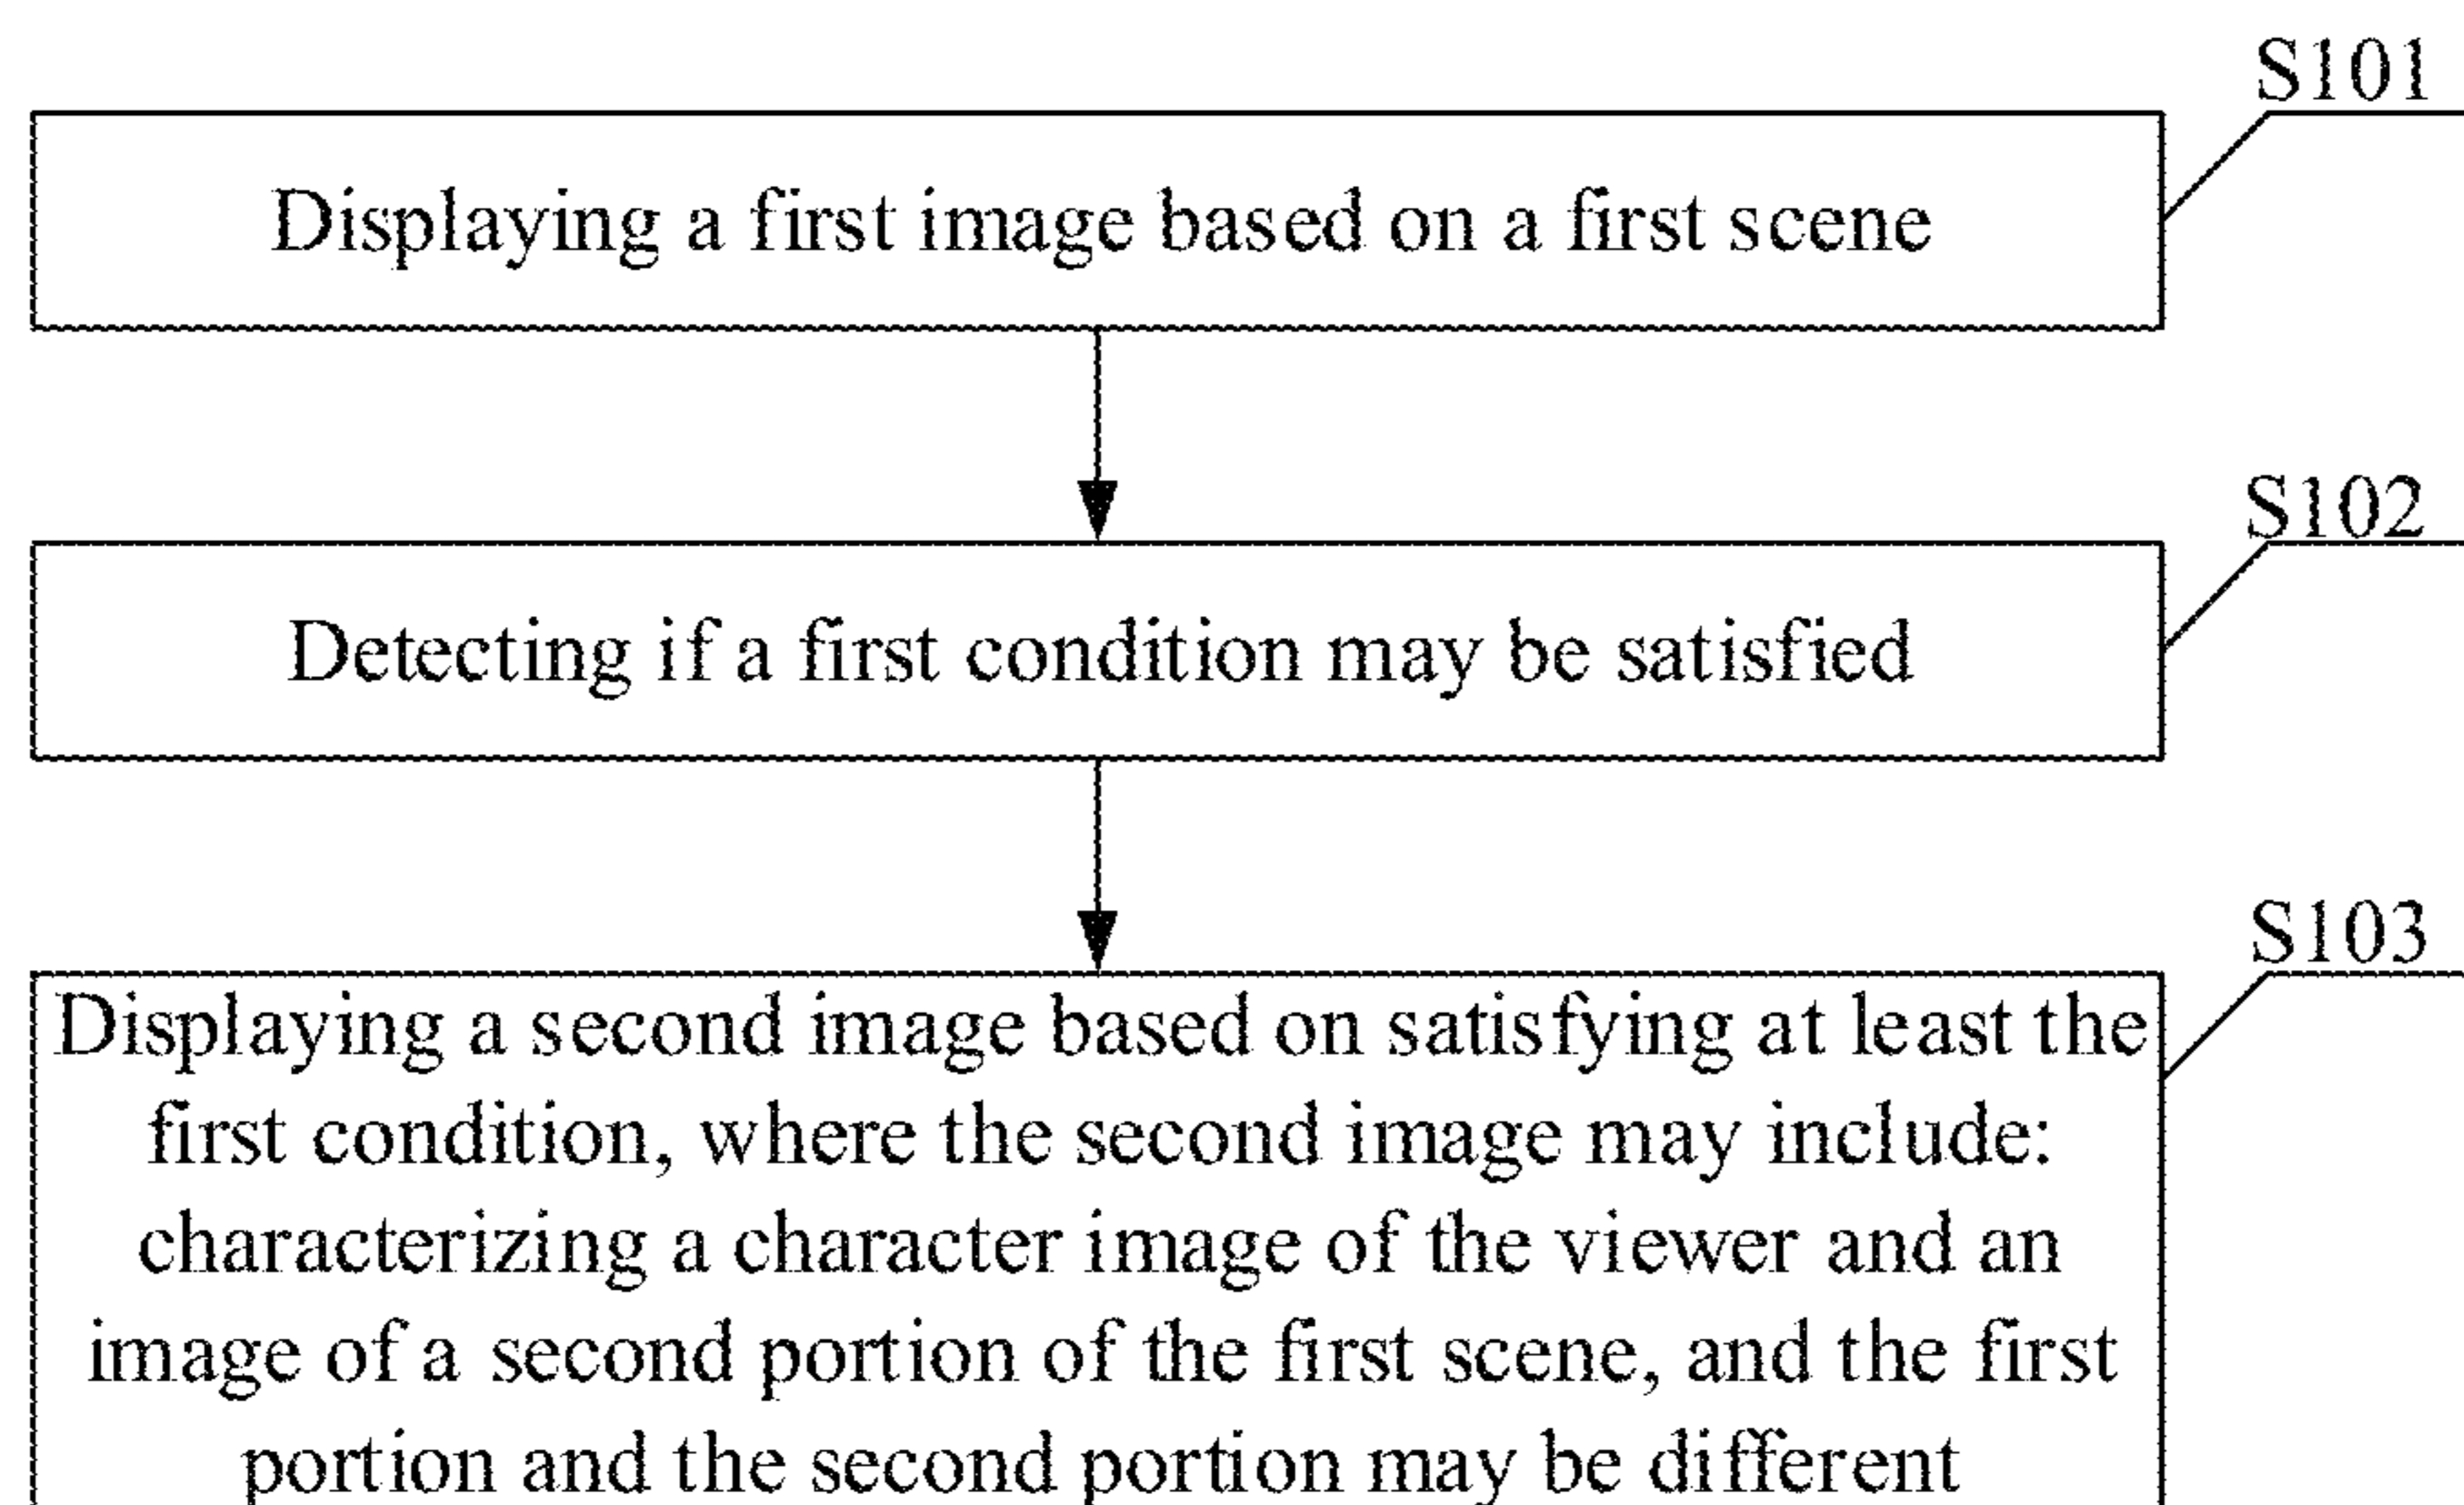 S101
Displaying a first image based on a first scene
S102
Detecting if a first condition may be satisfied
S103
Displaying a second image based on satisfying at least the
first condition, where the second image may include:
characterizing a character image of the viewer and an
image of a second portion of the first scene, and the first
portion and the second portion may be different